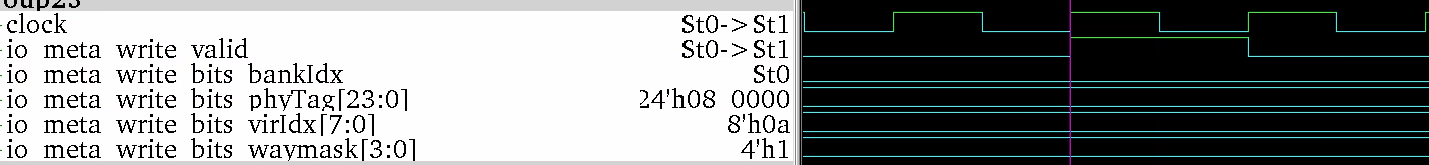 oup23
clock St0->St1
io meta write valid St0->St1
io meta write bits bankIdx St0
io meta write bits phyTag[23:0] 24'h08 0000
io meta write bits virIdx[7:0] 8'h0a
io meta write bits waymask[3:0] 4'h1